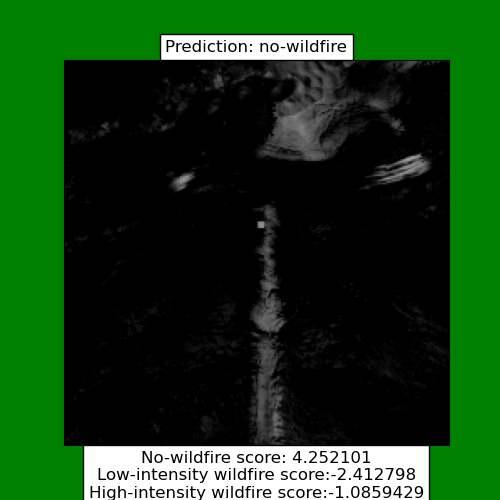 Prediction: no-wildfire
No-wildfire score: 4.252101
Low-intensity wildfire score:-2.412798
High-intensity wildfire score:-1.0859429